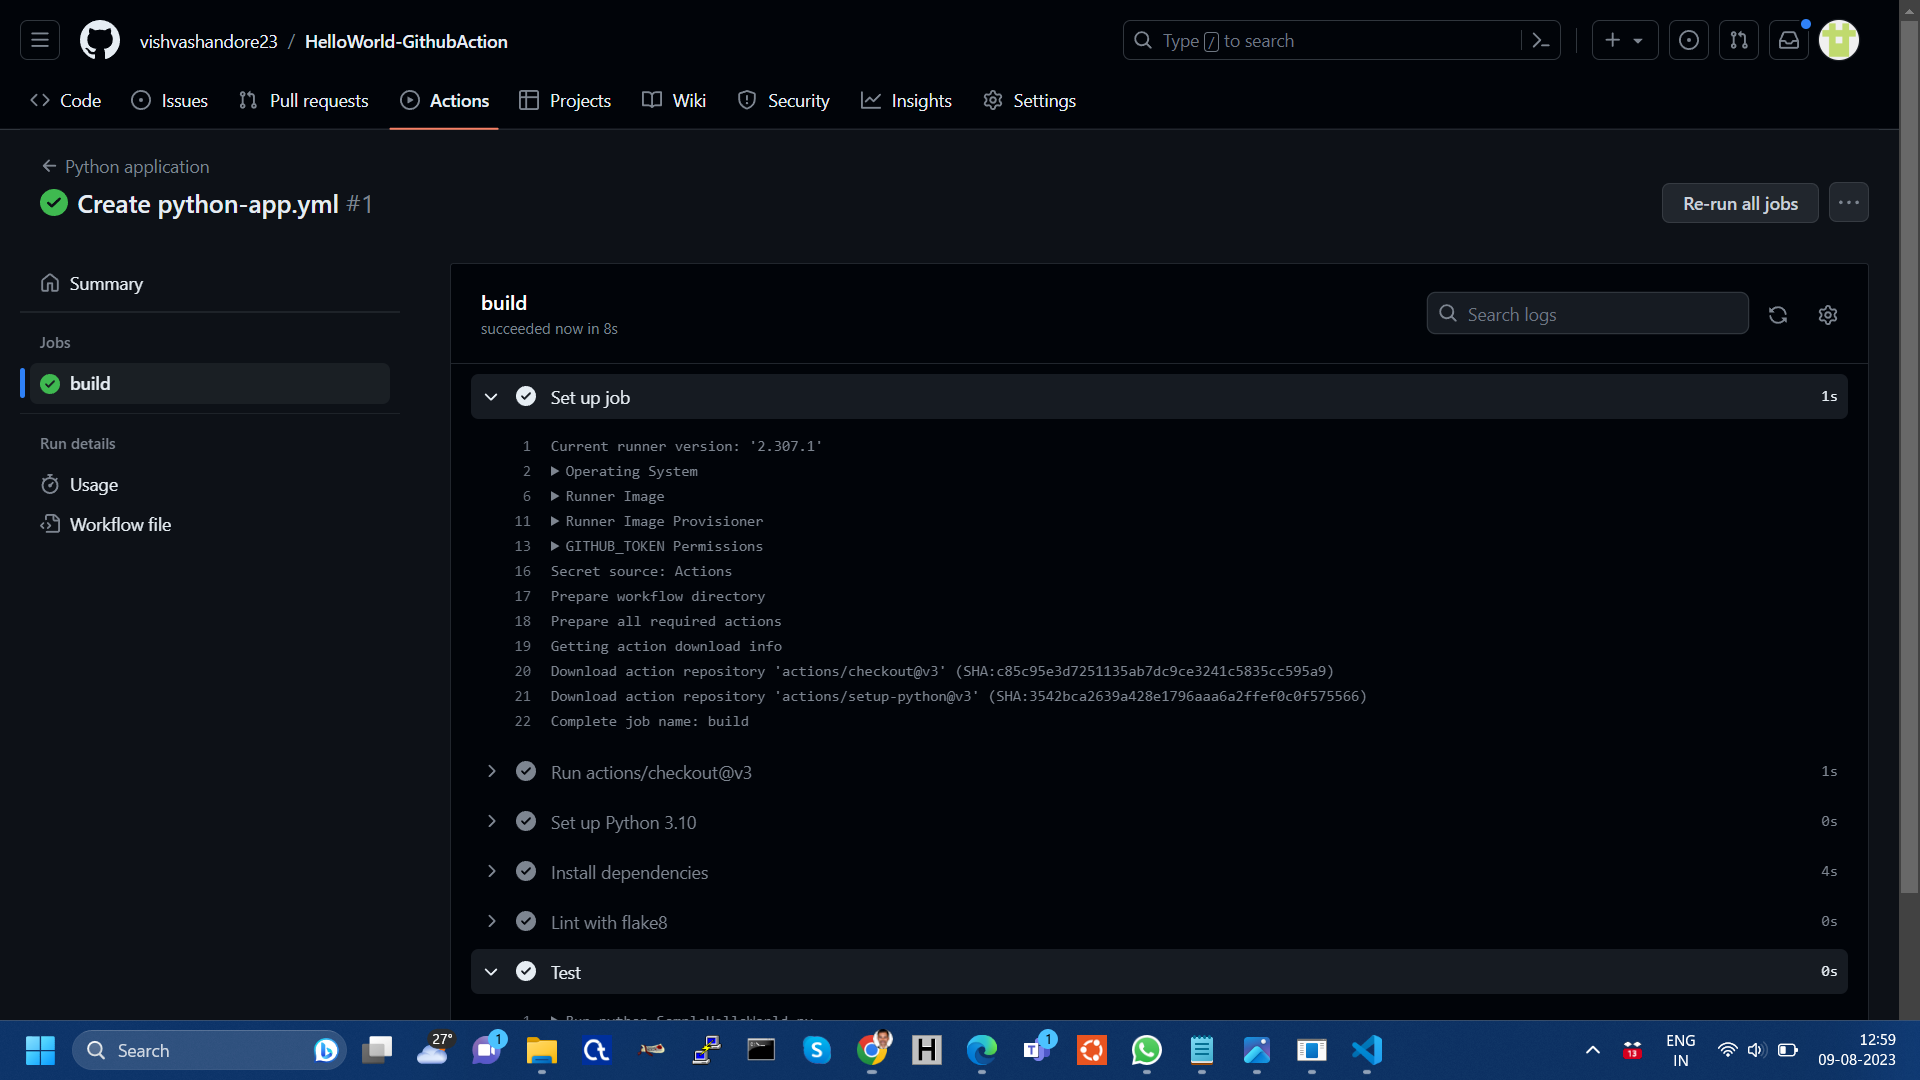 vishvashandore23 / HelloWorld-GithubAction
Type / to search
Code Issues Pull requests Actions Projects Wiki Security Insights Settings
Python application
Create python-app.yml #1
Re-run all jobs
Summary
Jobs
build
Run details
Usage
Workflow file
build
succeeded now in 8s
Search logs
Set up job 1s
1 Current runner version: '2.307.1'
2 Operating System
6 Runner Image
11 Runner Image Provisioner
13 GITHUB_TOKEN Permissions
16 Secret source: Actions
17 Prepare workflow directory
18 Prepare all required actions
19 Getting action download info
20 Download action repository 'actions/checkout@v3' (SHA:c85c95e3d7251135ab7dc9ce3241c5835cc595a9)
21 Download action repository 'actions/setup-python@v3' (SHA:3542bca2639a428e1796aaa6a2ffef0c0f575566)
22 Complete job name: build
Run actions/checkout@v3 1s
Set up Python 3.10 0s
Install dependencies 4s
Lint with flake8 0s
Test 0s
1 Run python
Search
27°
1
1
13
ENG
IN
12:59
09-08-2023